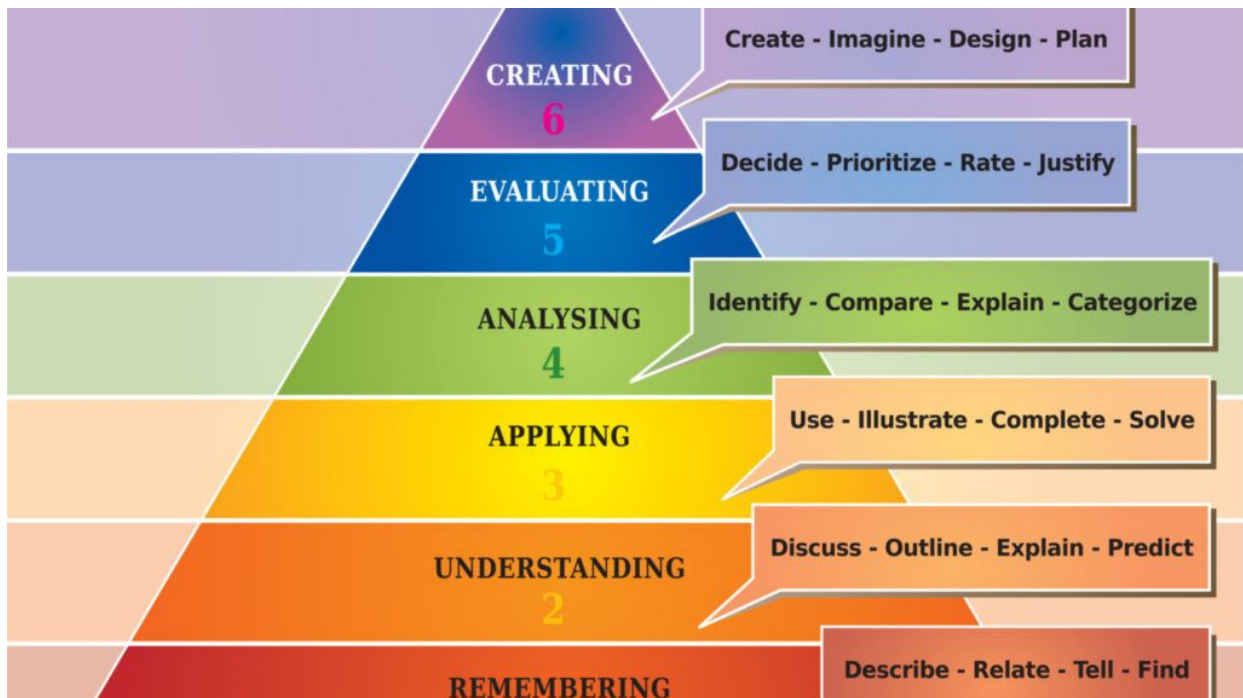 Create - Imagine - Design - Plan
CREATING
6
Decide - Prioritize - Rate - Justify
EVALUATING
5
Identify - Compare - Explain - Categorize
ANALYSING
4
Use - Illustrate - Complete - Solve
APPLYING
3
Discuss - Outline - Explain - Predict
UNDERSTANDING
2
Describe - Relate - Tell - Find
REMEMBERING